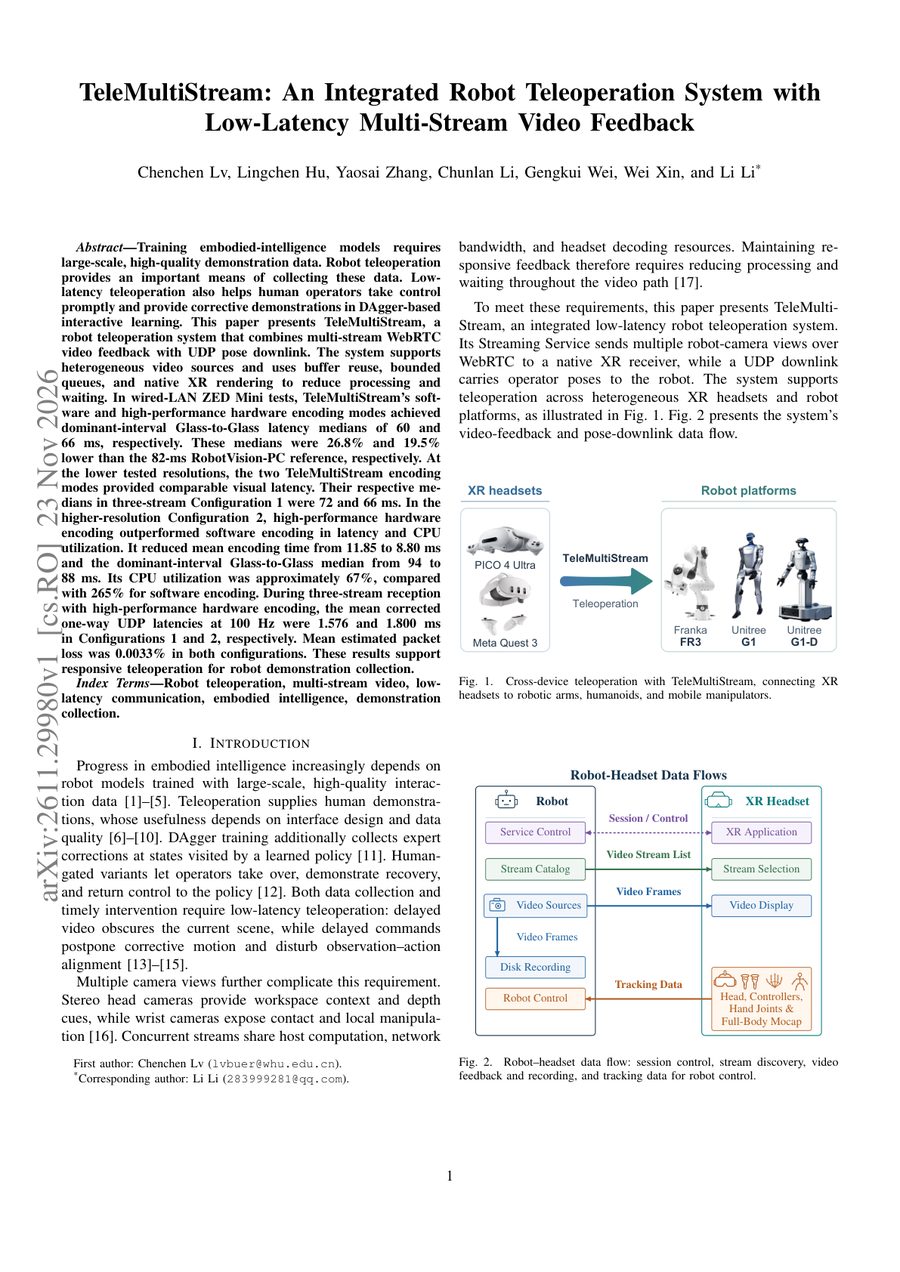 TeleMultiStream: An Integrated Robot Teleoperation System with
Low-Latency Multi-Stream Video Feedback
Chenchen Lv, Lingchen Hu, Yaosai Zhang, Chunlan Li, Gengkui Wei, Wei Xin, and Li Li*
arXiv:2611.29980v1 [cs.RO] 23 Nov 2026
Abstract—Training embodied-intelligence models requires
large-scale, high-quality demonstration data. Robot teleoperation
provides an important means of collecting these data. Low-
latency teleoperation also helps human operators take control
promptly and provide corrective demonstrations in DAgger-based
interactive learning. This paper presents TeleMultiStream, a
robot teleoperation system that combines multi-stream WebRTC
video feedback with UDP pose downlink. The system supports
heterogeneous video sources and uses buffer reuse, bounded
queues, and native XR rendering to reduce processing and
waiting. In wired-LAN ZED Mini tests, TeleMultiStream's soft-
ware and high-performance hardware encoding modes achieved
dominant-interval Glass-to-Glass latency medians of 60 and
66 ms, respectively. These medians were 26.8% and 19.5%
lower than the 82-ms RobotVision-PC reference, respectively. At
the lower tested resolutions, the two TeleMultiStream encoding
modes provided comparable visual latency. Their respective me-
dians in three-stream Configuration 1 were 72 and 66 ms. In the
higher-resolution Configuration 2, high-performance hardware
encoding outperformed software encoding in latency and CPU
utilization. It reduced mean encoding time from 11.85 to 8.80 ms
and the dominant-interval Glass-to-Glass median from 94 to
88 ms. Its CPU utilization was approximately 67%, compared
with 265% for software encoding. During three-stream reception
with high-performance hardware encoding, the mean corrected
one-way UDP latencies at 100 Hz were 1.576 and 1.800 ms
in Configurations 1 and 2, respectively. Mean estimated packet
loss was 0.0033% in both configurations. These results support
responsive teleoperation for robot demonstration collection.
Index Terms—Robot teleoperation, multi-stream video, low-
latency communication, embodied intelligence, demonstration
collection.
I. INTRODUCTION
Progress in embodied intelligence increasingly depends on
robot models trained with large-scale, high-quality interac-
tion data [1]–[5]. Teleoperation supplies human demonstra-
tions, whose usefulness depends on interface design and data
quality [6]–[10]. DAgger training additionally collects expert
corrections at states visited by a learned policy [11]. Human-
gated variants let operators take over, demonstrate recovery,
and return control to the policy [12]. Both data collection and
timely intervention require low-latency teleoperation: delayed
video obscures the current scene, while delayed commands
postpone corrective motion and disturb observation–action
alignment [13]–[15].
Multiple camera views further complicate this requirement.
Stereo head cameras provide workspace context and depth
cues, while wrist cameras expose contact and local manipula-
tion [16]. Concurrent streams share host computation, network
First author: Chenchen Lv (lvbuer@whu.edu.cn).
*Corresponding author: Li Li (283999281@qq.com).
bandwidth, and headset decoding resources. Maintaining re-
sponsive feedback therefore requires reducing processing and
waiting throughout the video path [17].
To meet these requirements, this paper presents TeleMulti-
Stream, an integrated low-latency robot teleoperation system.
Its Streaming Service sends multiple robot-camera views over
WebRTC to a native XR receiver, while a UDP downlink
carries operator poses to the robot. The system supports
teleoperation across heterogeneous XR headsets and robot
platforms, as illustrated in Fig. 1. Fig. 2 presents the system's
video-feedback and pose-downlink data flow.
XR headsets
Robot platforms
PICO 4 Ultra
Meta Quest 3
TeleMultiStream
Teleoperation
Franka
FR3
Unitree
G1
Unitree
G1-D
Fig. 1. Cross-device teleoperation with TeleMultiStream, connecting XR
headsets to robotic arms, humanoids, and mobile manipulators.
Robot-Headset Data Flows
Robot
XR Headset
Service Control
Session / Control
XR Application
Stream Catalog
Video Stream List
Stream Selection
Video Sources
Video Frames
Video Display
Video Frames
Disk Recording
Robot Control
Tracking Data
Head, Controllers,
Hand Joints &
Full-Body Mocap
Fig. 2. Robot–headset data flow: session control, stream discovery, video
feedback and recording, and tracking data for robot control.
1